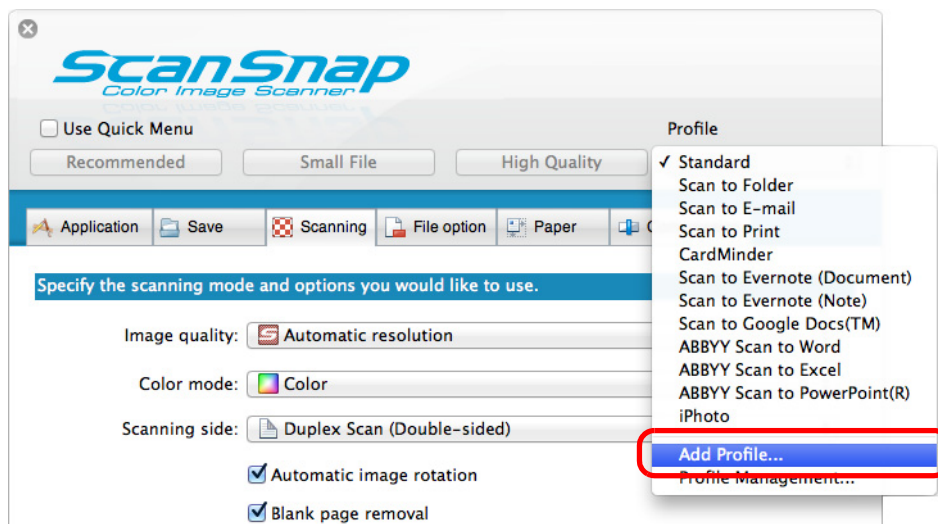 ScanSnap
Color Image Scanner
Use Quick Menu
Profile
Recommended
Small File
High Quality
✓ Standard
Scan to Folder
Scan to E-mail
Scan to Print
CardMinder
Scan to Evernote (Document)
Scan to Evernote (Note)
Scan to Google Docs(TM)
ABBYY Scan to Word
ABBYY Scan to Excel
ABBYY Scan to PowerPoint(R)
iPhoto
Add Profile...
Profile Management...
Application
Save
Scanning
File option
Paper
Specify the scanning mode and options you would like to use.
Image quality: Automatic resolution
Color mode: Color
Scanning side: Duplex Scan (Double-sided)
Automatic image rotation
Blank page removal